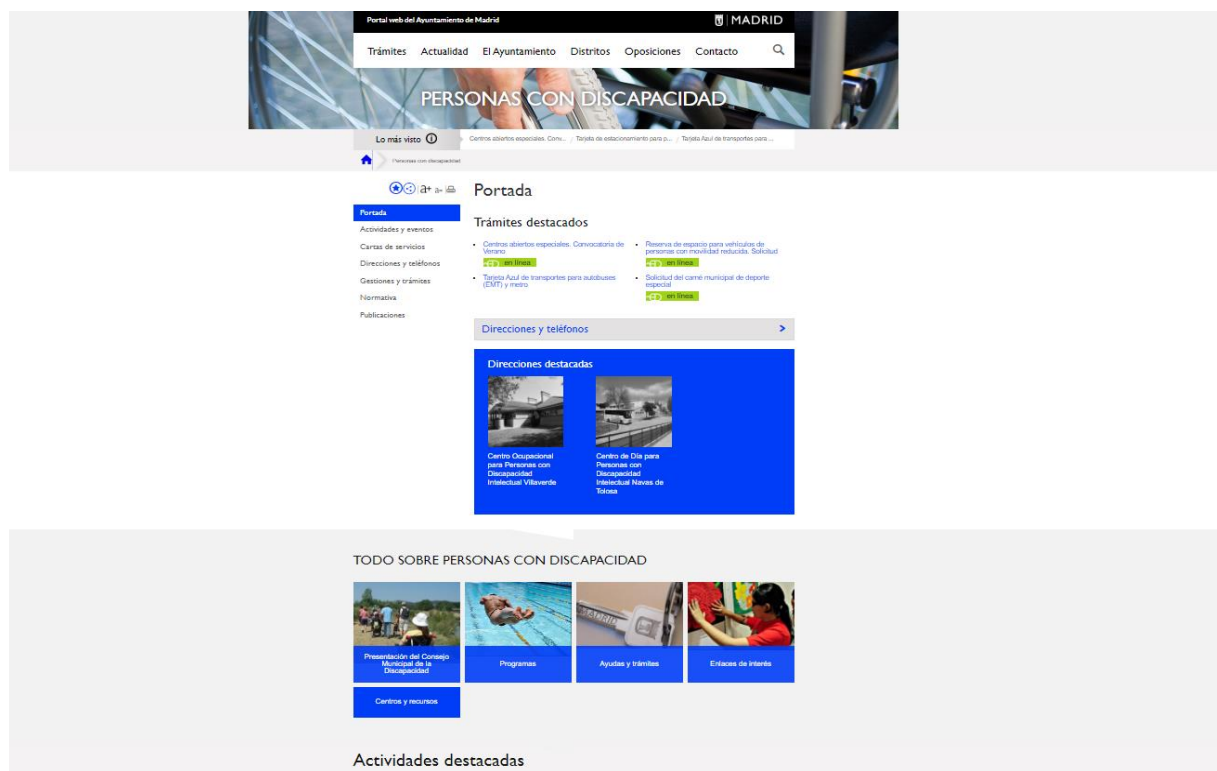 Portal web del Ayuntamiento de Madrid
MADRID
Trámites Actualidad El Ayuntamiento Distritos Oposiciones Contacto
PERSONAS CON DISCAPACIDAD
Lo más visto
Centros abiertos especiales. Conv... / Tarjeta de estacionamiento para p... / Tarjeta Azul de transportes para ...
Personas con discapacidad
a+ a-
Portada
Actividades y eventos
Cartas de servicios
Direcciones y teléfonos
Gestiones y trámites
Normativa
Publicaciones
Portada
Trámites destacados
Centros abiertos especiales. Convocatoria de
Verano
en línea
Tarjeta Azul de transportes para autobuses
(EMT) y metro
Reserva de espacio para vehículos de
personas con movilidad reducida. Solicitud
en línea
Solicitud del carné municipal de deporte
especial
en línea
Direcciones y teléfonos
Direcciones destacadas
Centro Ocupacional
para Personas con
Discapacidad
Intelectual Villaverde
Centro de Día para
Personas con
Discapacidad
Intelectual Navas de
Tolosa
TODO SOBRE PERSONAS CON DISCAPACIDAD
MADRID
Presentación del Consejo
Municipal de la
Discapacidad
Programas
Ayudas y trámites
Enlaces de interés
Centros y recursos
Actividades destacadas